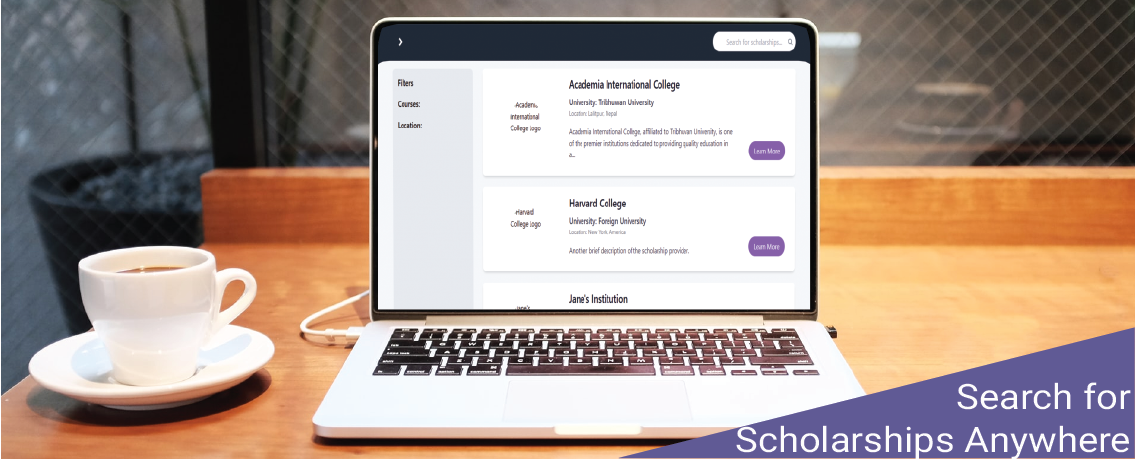 Search for scholarships...
Filters
Courses:
Location:
Academia International College logo
Academia International College
University: Tribhuwan University
Location: Lalitpur, Nepal
Academia International College, affiliated to Tribhuwan University, is one
of the premier institutions dedicated to providing quality education in
a...
Learn More
Harvard
College logo
Harvard College
University: Foreign University
Location: New York America
Another brief description of the scholarship provider.
Learn More
Jane's
Jane's Institution
Search for
Scholarships Anywhere